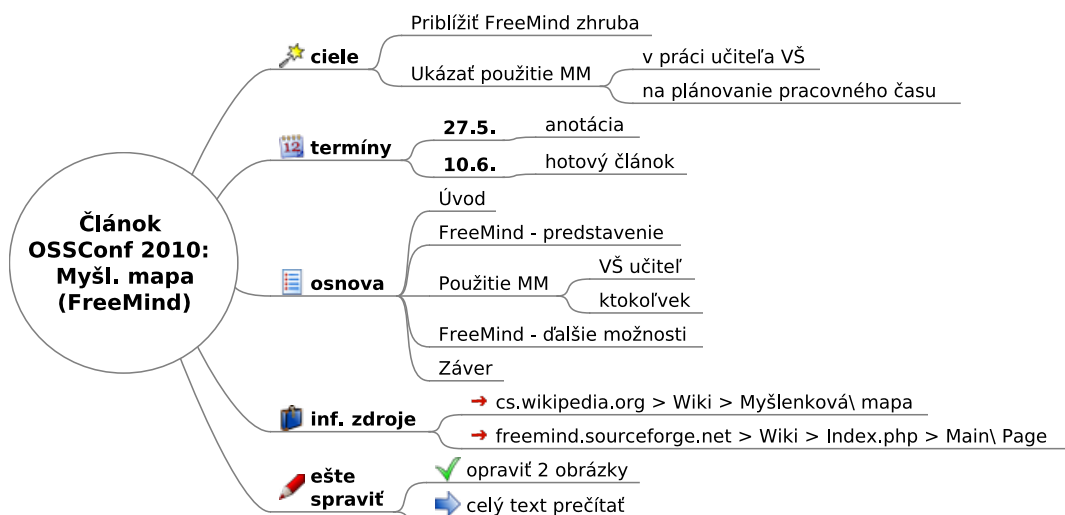 Článok
OSSConf 2010:
Myšl. mapa
(FreeMind)
ciele
Priblížiť FreeMind zhruba
Ukázať použitie MM
v práci učiteľa VŠ
na plánovanie pracovného času
termíny
27.5.
anotácia
10.6.
hotový článok
osnova
Úvod
FreeMind - predstavenie
Použitie MM
VŠ učiteľ
ktokoľvek
FreeMind - ďalšie možnosti
Záver
inf. zdroje
cs.wikipedia.org > Wiki > Myšlenková\ mapa
freemind.sourceforge.net > Wiki > Index.php > Main\ Page
ešte
spraviť
opraviť 2 obrázky
celý text prečítať
12